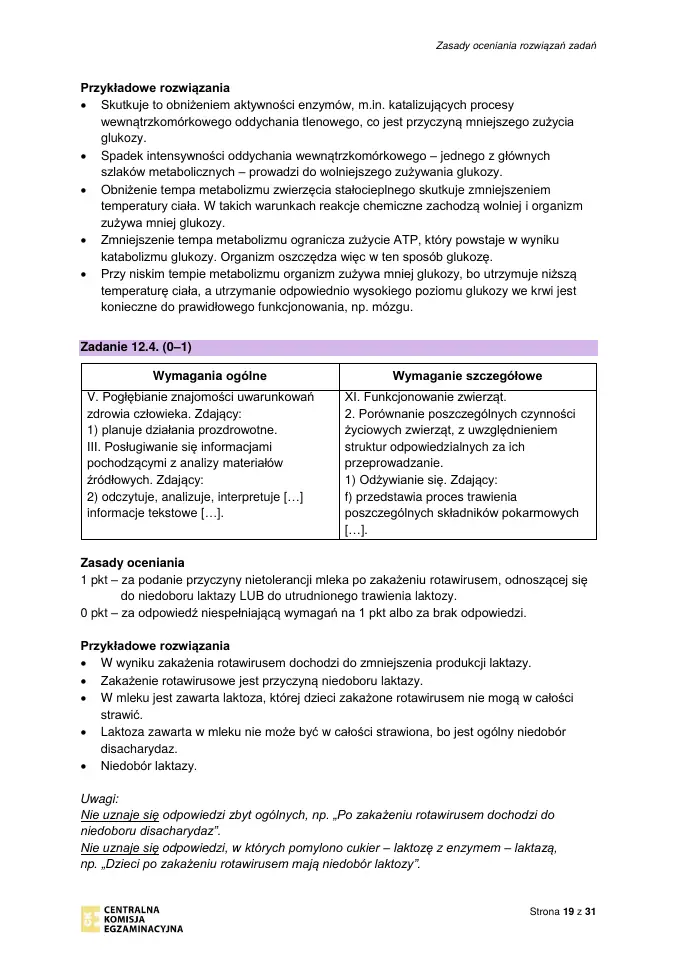 Zasady oceniania rozwiązań zadań
Przykładowe rozwiązania
• Skutkuje to obniżeniem aktywności enzymów, m.in. katalizujących procesy
wewnątrzkomórkowego oddychania tlenowego, co jest przyczyną mniejszego zużycia
glukozy.
• Spadek intensywności oddychania wewnątrzkomórkowego – jednego z głównych
szlaków metabolicznych – prowadzi do wolniejszego zużywania glukozy.
• Obniżenie tempa metabolizmu zwierzęcia stałocieplnego skutkuje zmniejszeniem
temperatury ciała. W takich warunkach reakcje chemiczne zachodzą wolniej i organizm
zużywa mniej glukozy.
• Zmniejszenie tempa metabolizmu ogranicza zużycie ATP, który powstaje w wyniku
katabolizmu glukozy. Organizm oszczędza więc w ten sposób glukozę.
• Przy niskim tempie metabolizmu organizm zużywa mniej glukozy, bo utrzymuje niższą
temperaturę ciała, a utrzymanie odpowiednio wysokiego poziomu glukozy we krwi jest
konieczne do prawidłowego funkcjonowania, np. mózgu.
Zadanie 12.4. (0–1)
Wymagania ogólne
V. Pogłębianie znajomości uwarunkowań
zdrowia człowieka. Zdający:
1) planuje działania prozdrowotne.
III. Posługiwanie się informacjami
pochodzącymi z analizy materiałów
źródłowych. Zdający:
2) odczytuje, analizuje, interpretuje […]
informacje tekstowe […].
Wymaganie szczegółowe
XI. Funkcjonowanie zwierząt.
2. Porównanie poszczególnych czynności
życiowych zwierząt, z uwzględnieniem
struktur odpowiedzialnych za ich
przeprowadzanie.
1) Odżywianie się. Zdający:
f) przedstawia proces trawienia
poszczególnych składników pokarmowych
[…].
Zasady oceniania
1 pkt – za podanie przyczyny nietolerancji mleka po zakażeniu rotawirusem, odnoszącej się
do niedoboru laktazy LUB do utrudnionego trawienia laktozy.
0 pkt – za odpowiedź niespełniającą wymagań na 1 pkt albo za brak odpowiedzi.
Przykładowe rozwiązania
• W wyniku zakażenia rotawirusem dochodzi do zmniejszenia produkcji laktazy.
• Zakażenie rotawirusowe jest przyczyną niedoboru laktazy.
• W mleku jest zawarta laktoza, której dzieci zakażone rotawirusem nie mogą w całości
strawić.
• Laktoza zawarta w mleku nie może być w całości strawiona, bo jest ogólny niedobór
disacharydaz.
• Niedobór laktazy.
Uwagi:
Nie uznaje się odpowiedzi zbyt ogólnych, np. „Po zakażeniu rotawirusem dochodzi do
niedoboru disacharydaz”.
Nie uznaje się odpowiedzi, w których pomylono cukier – laktozę z enzymem – laktazą,
np. „Dzieci po zakażeniu rotawirusem mają niedobór laktozy”.
CENTRALNA
KOMISJA
EGZAMINACYJNA
Strona 19 z 31